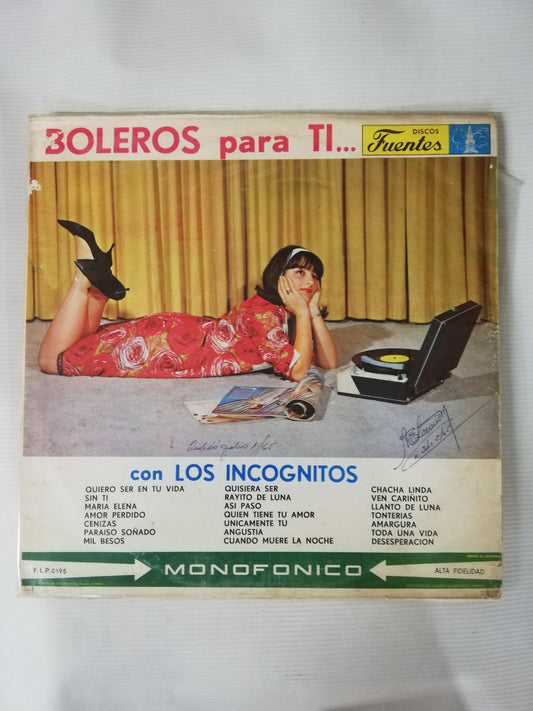 BOLEROS para TI...
DISCOS
Fuentes
con LOS INCOGNITOS
QUIERO SER EN TU VIDA
SIN TI
MARIA ELENA
AMOR PERDIDO
CENIZAS
PARAISO SOÑADO
MIL BESOS
QUISIERA SER
RAYITO DE LUNA
ASI PASO
QUIEN TIENE TU AMOR
UNICAMENTE TU
ANGUSTIA
CUANDO MUERE LA NOCHE
CHACHA LINDA
VEN CARIÑITO
LLANTO DE LUNA
TONTERIAS
AMARGURA
TODA UNA VIDA
DESESPERACION
F.L.P. 0195
MONOFONICO
ALTA FIDELIDAD